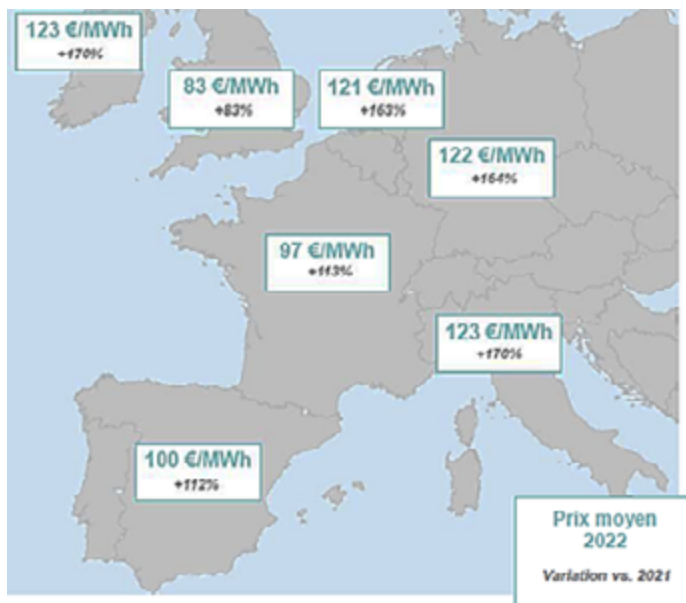 123 €/MWh
+170%
83 €/MWh
+83%
121 €/MWh
+163%
122 €/MWh
+164%
97 €/MWh
+113%
123 €/MWh
+170%
100 €/MWh
+112%
Prix moyen
2022
Variation vs. 2021